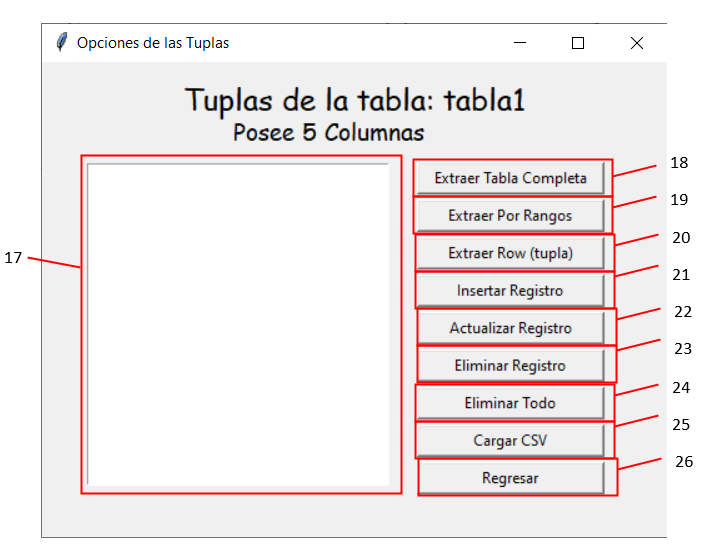 Opciones de las Tuplas
Tuplas de la tabla: tabla1
Posee 5 Columnas
17
Extraer Tabla Completa
18
Extraer Por Rangos
19
Extraer Row (tupla)
20
Insertar Registro
21
Actualizar Registro
22
Eliminar Registro
23
Eliminar Todo
24
Cargar CSV
25
Regresar
26